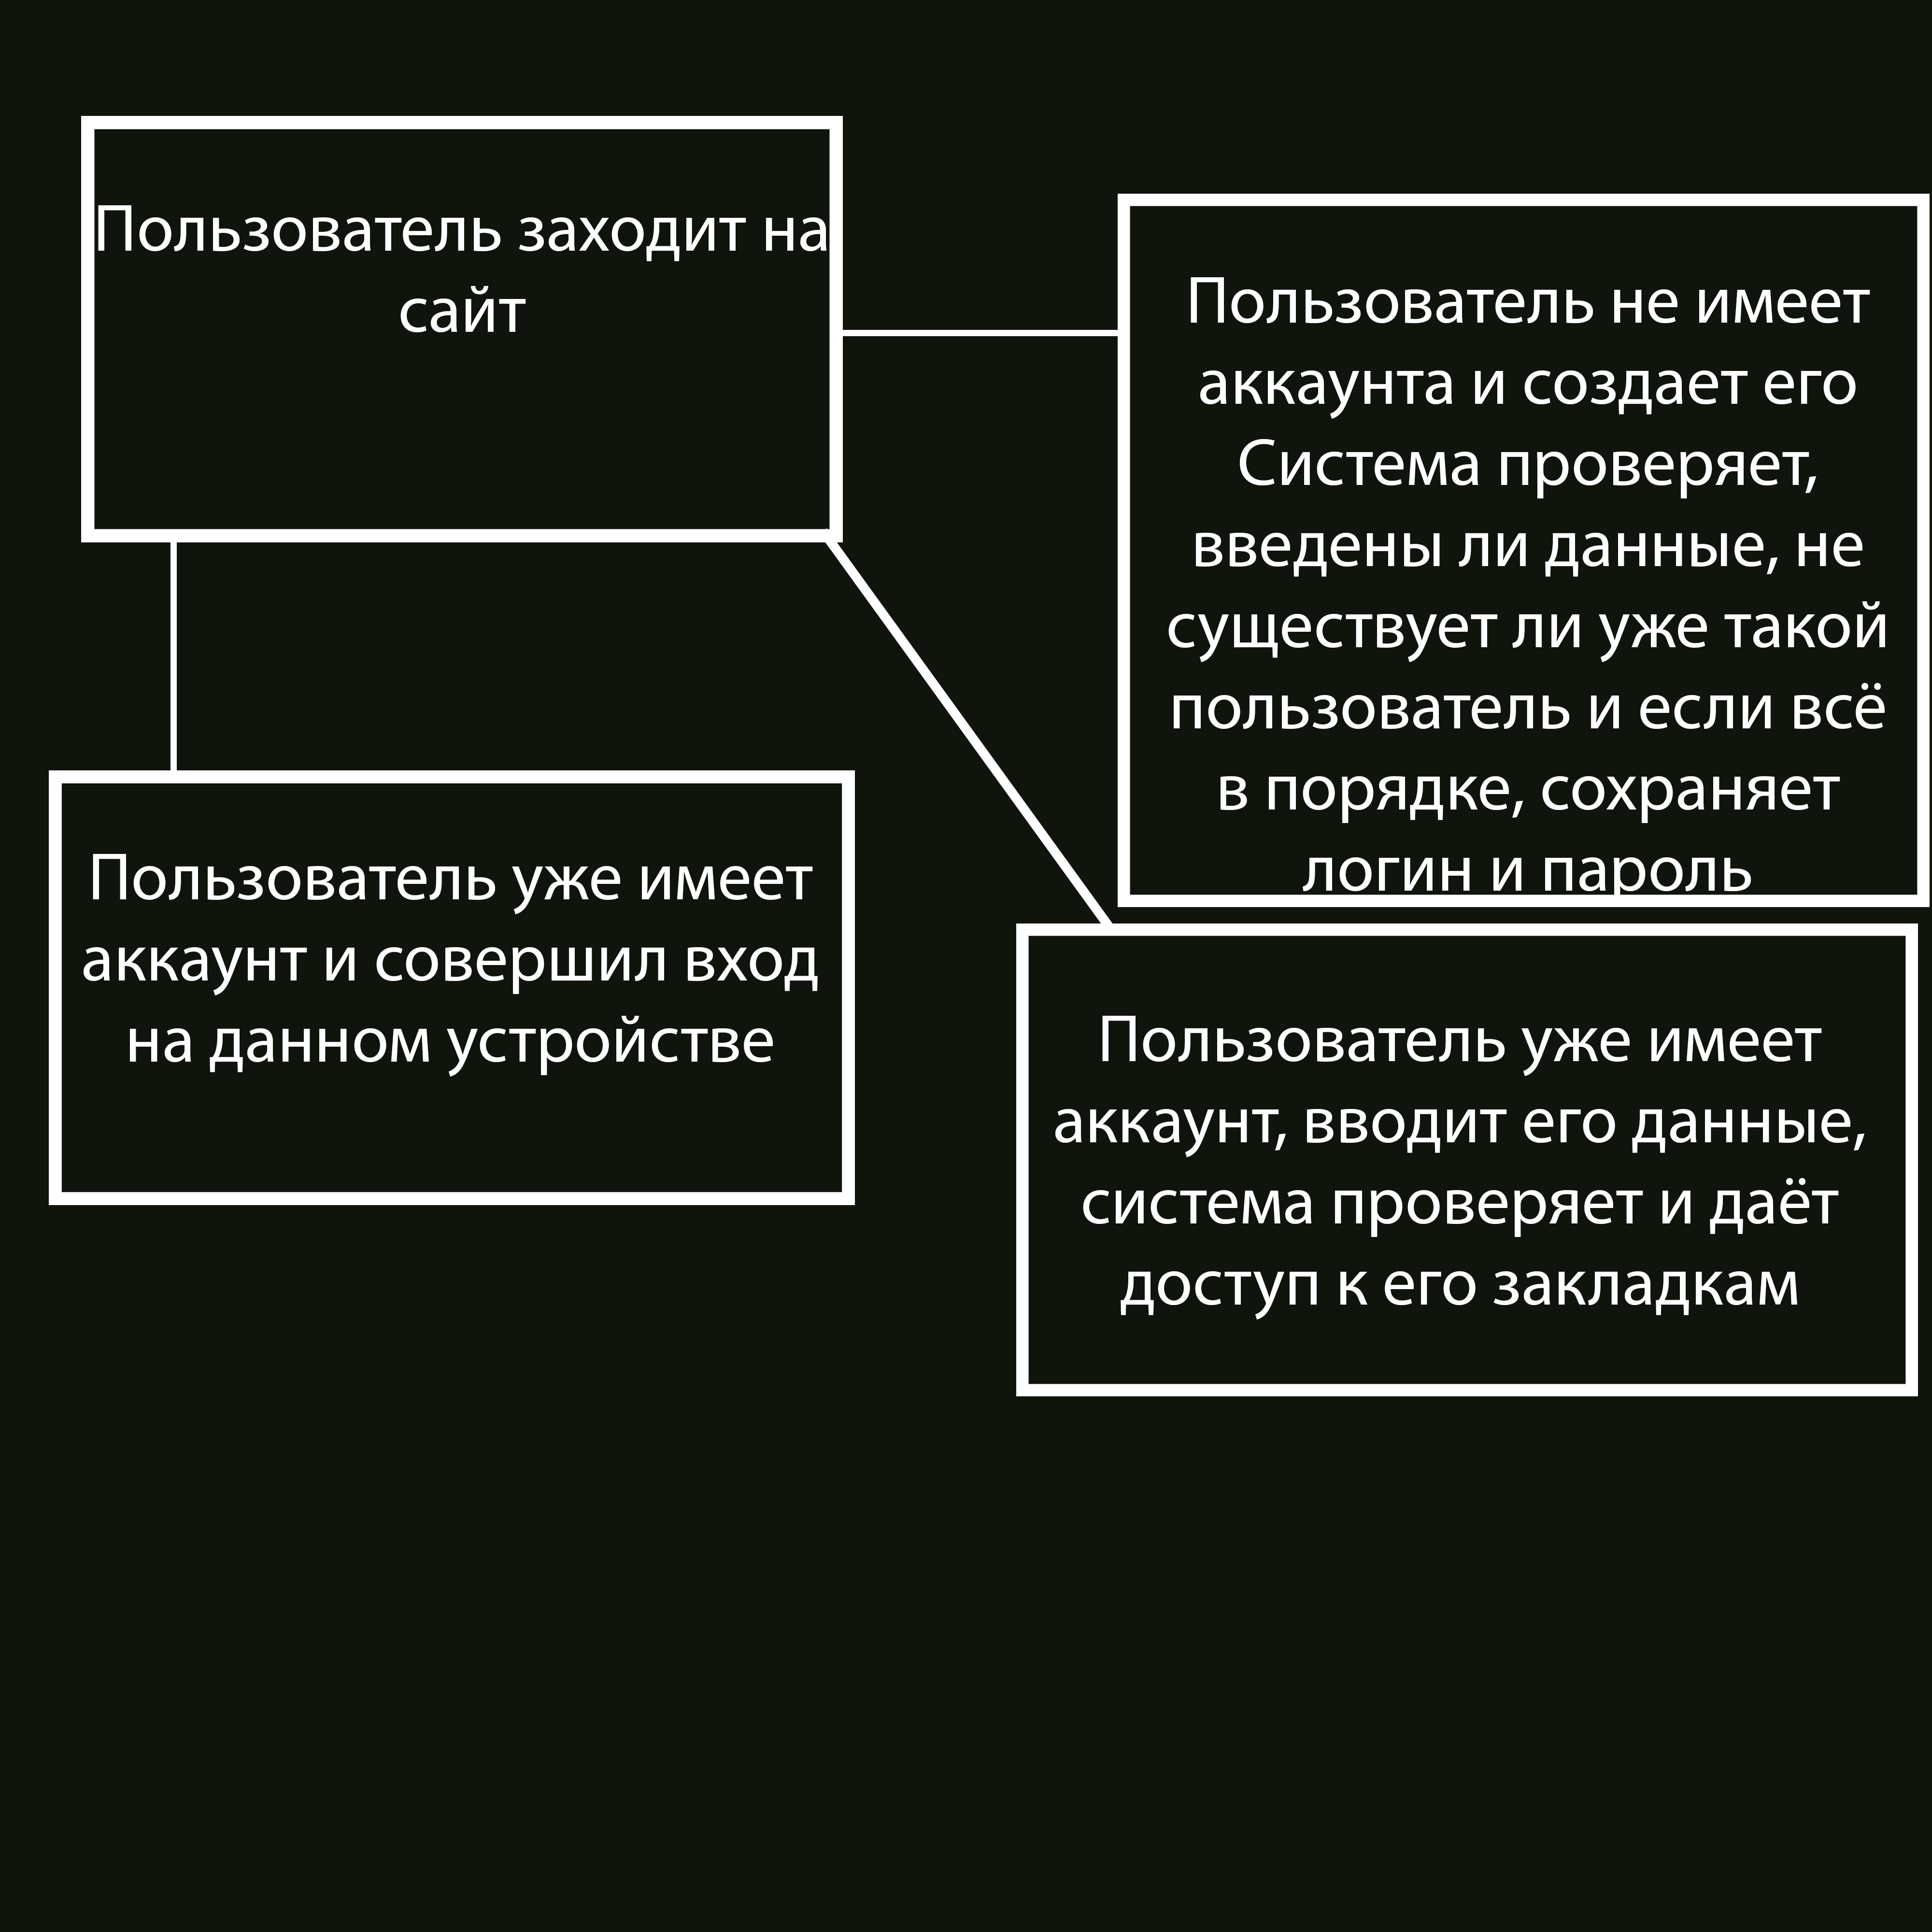 Пользователь заходит на
сайт
Пользователь не имеет
аккаунта и создает его
Система проверяет,
введены ли данные, не
существует ли уже такой
пользователь и если всё
в порядке, сохраняет
логин и пароль
Пользователь уже имеет
аккаунт и совершил вход
на данном устройстве
Пользователь уже имеет
аккаунт, вводит его данные,
система проверяет и даёт
доступ к его закладкам